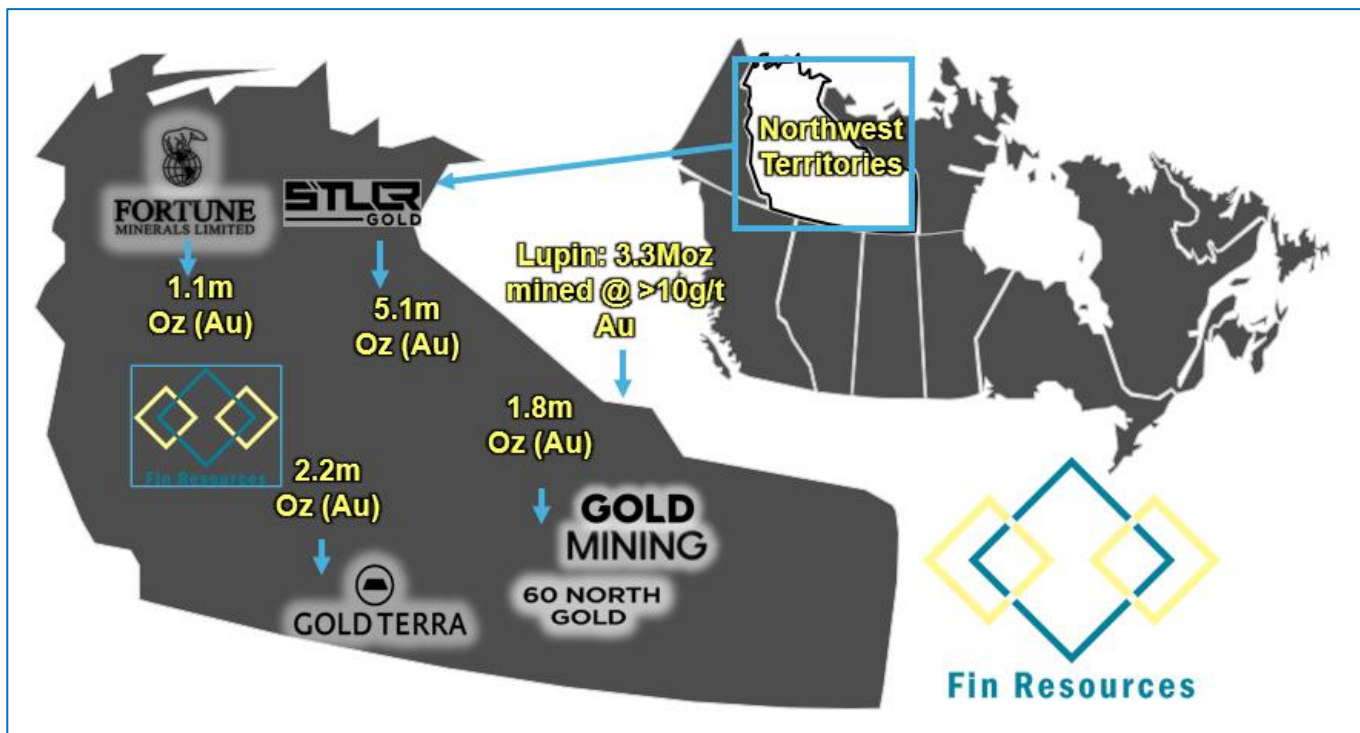 FORTUNE
MINERALS LIMITED
1.1m
Oz (Au)
STLLR
GOLD
5.1m
Oz (Au)
Northwest
Territories
Lupin: 3.3Moz
mined @ >10g/t
Au
Fin Resources
2.2m
Oz (Au)
GOLD TERRA
1.8m
Oz (Au)
GOLD
MINING
60 NORTH
GOLD
Fin Resources